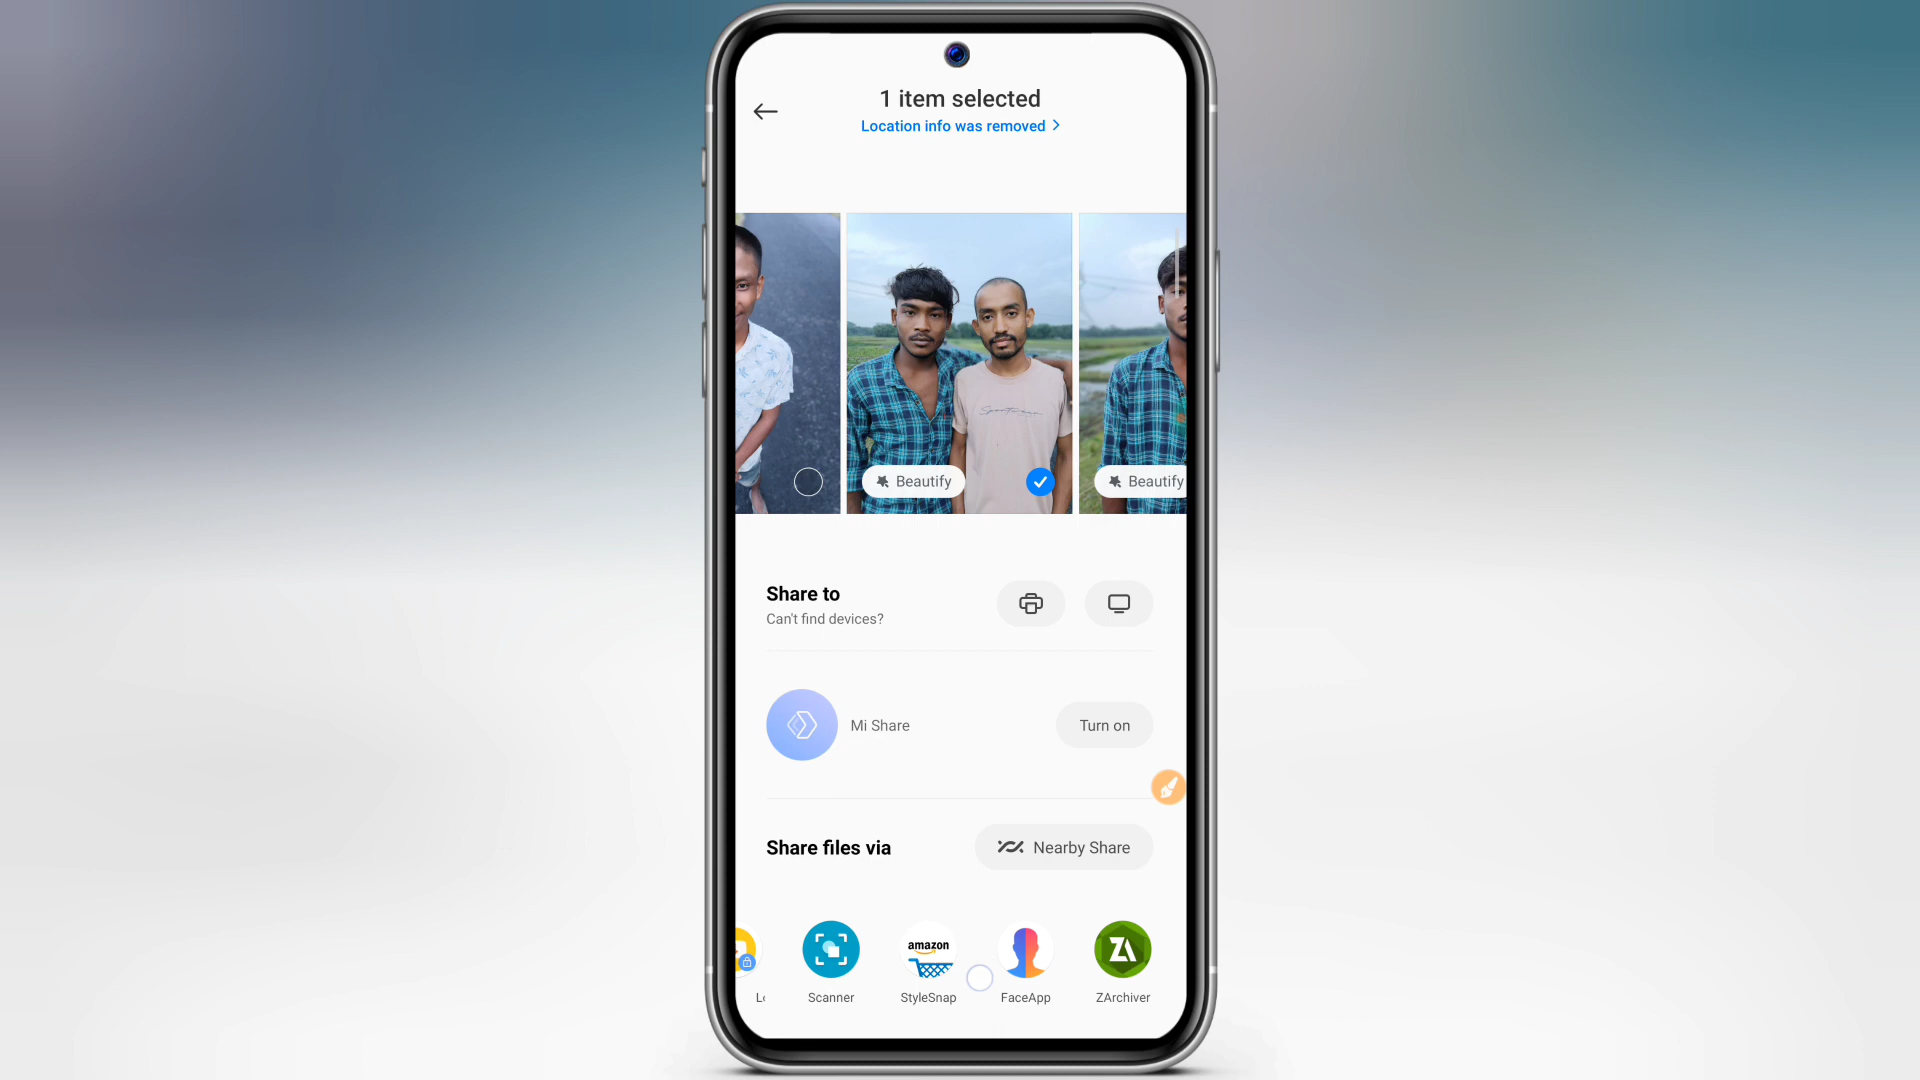 1 item selected
Location info was removed
Beautify
Beautify
Share to
Can't find devices?
Mi Share
Turn on
Share files via
Nearby Share
amazon
ZA
Scanner
StyleSnap
FaceApp
ZArchiver